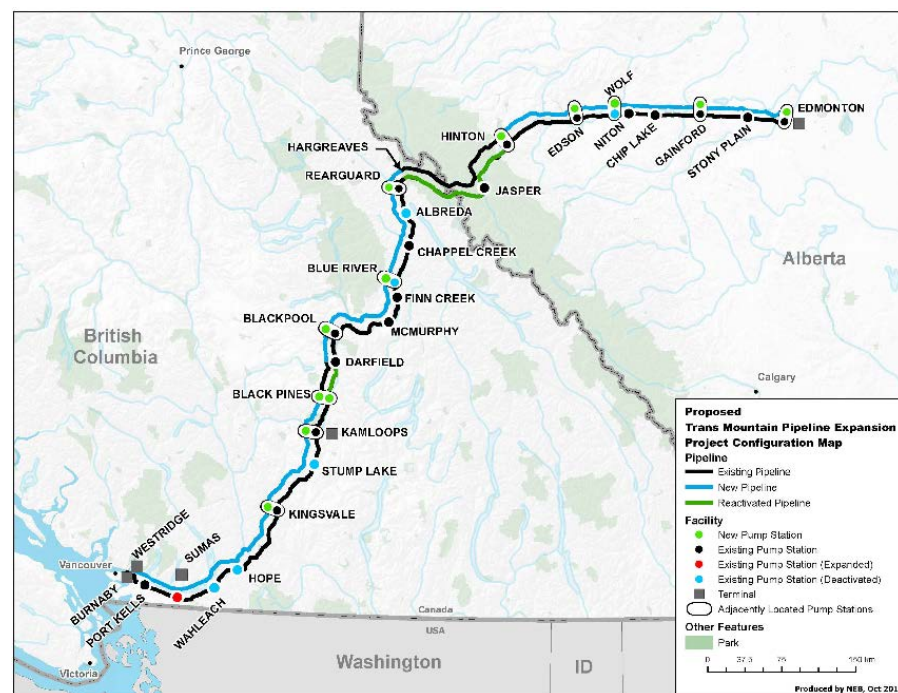 Prince George
WOLF
EDMONTON
HINTON
EDSON
NITON
CHIP LAKE
GAINFORD
STONY PLAIN
HARGREAVES
REARGUARD
JASPER
ALBREDA
CHAPPEL CREEK
Alberta
BLUE RIVER
FINN CREEK
BLACKPOOL
MCMURPHY
British
Columbia
DARFIELD
Calgary
BLACK PINES
KAMLOOPS
STUMP LAKE
KINGSVALE
WESTRIDGE
SUMAS
Vancouver
HOPE
BURNABY
PORT KELLS
WAHLEACH
Canada
USA
Victoria
Washington
ID
Proposed
Trans Mountain Pipeline Expansion
Project Configuration Map
Pipeline
Existing Pipeline
New Pipeline
Reactivated Pipeline
Facility
New Pump Station
Existing Pump Station
Existing Pump Station (Expanded)
Existing Pump Station (Deactivated)
Terminal
Adjacently Located Pump Stations
Other Features
Park
0
Produced by NEB, Oct 201